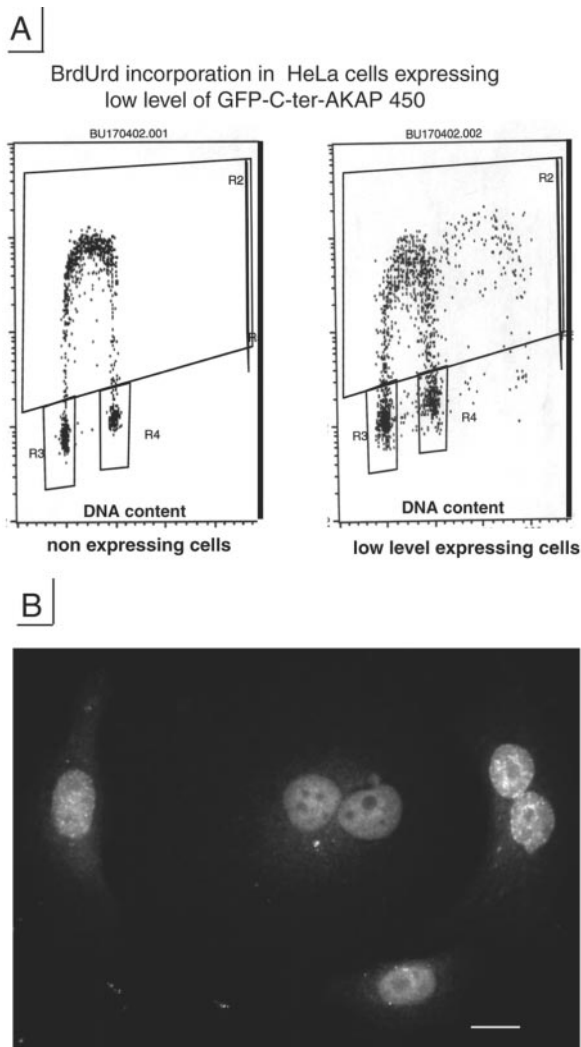 A
BrdUrd incorporation in HeLa cells expressing
low level of GFP-C-ter-AKAP 450
BU170402.001
BU170402.002
R2
R2
R3
R4
R3
R4
DNA content
DNA content
non expressing cells
low level expressing cells
B